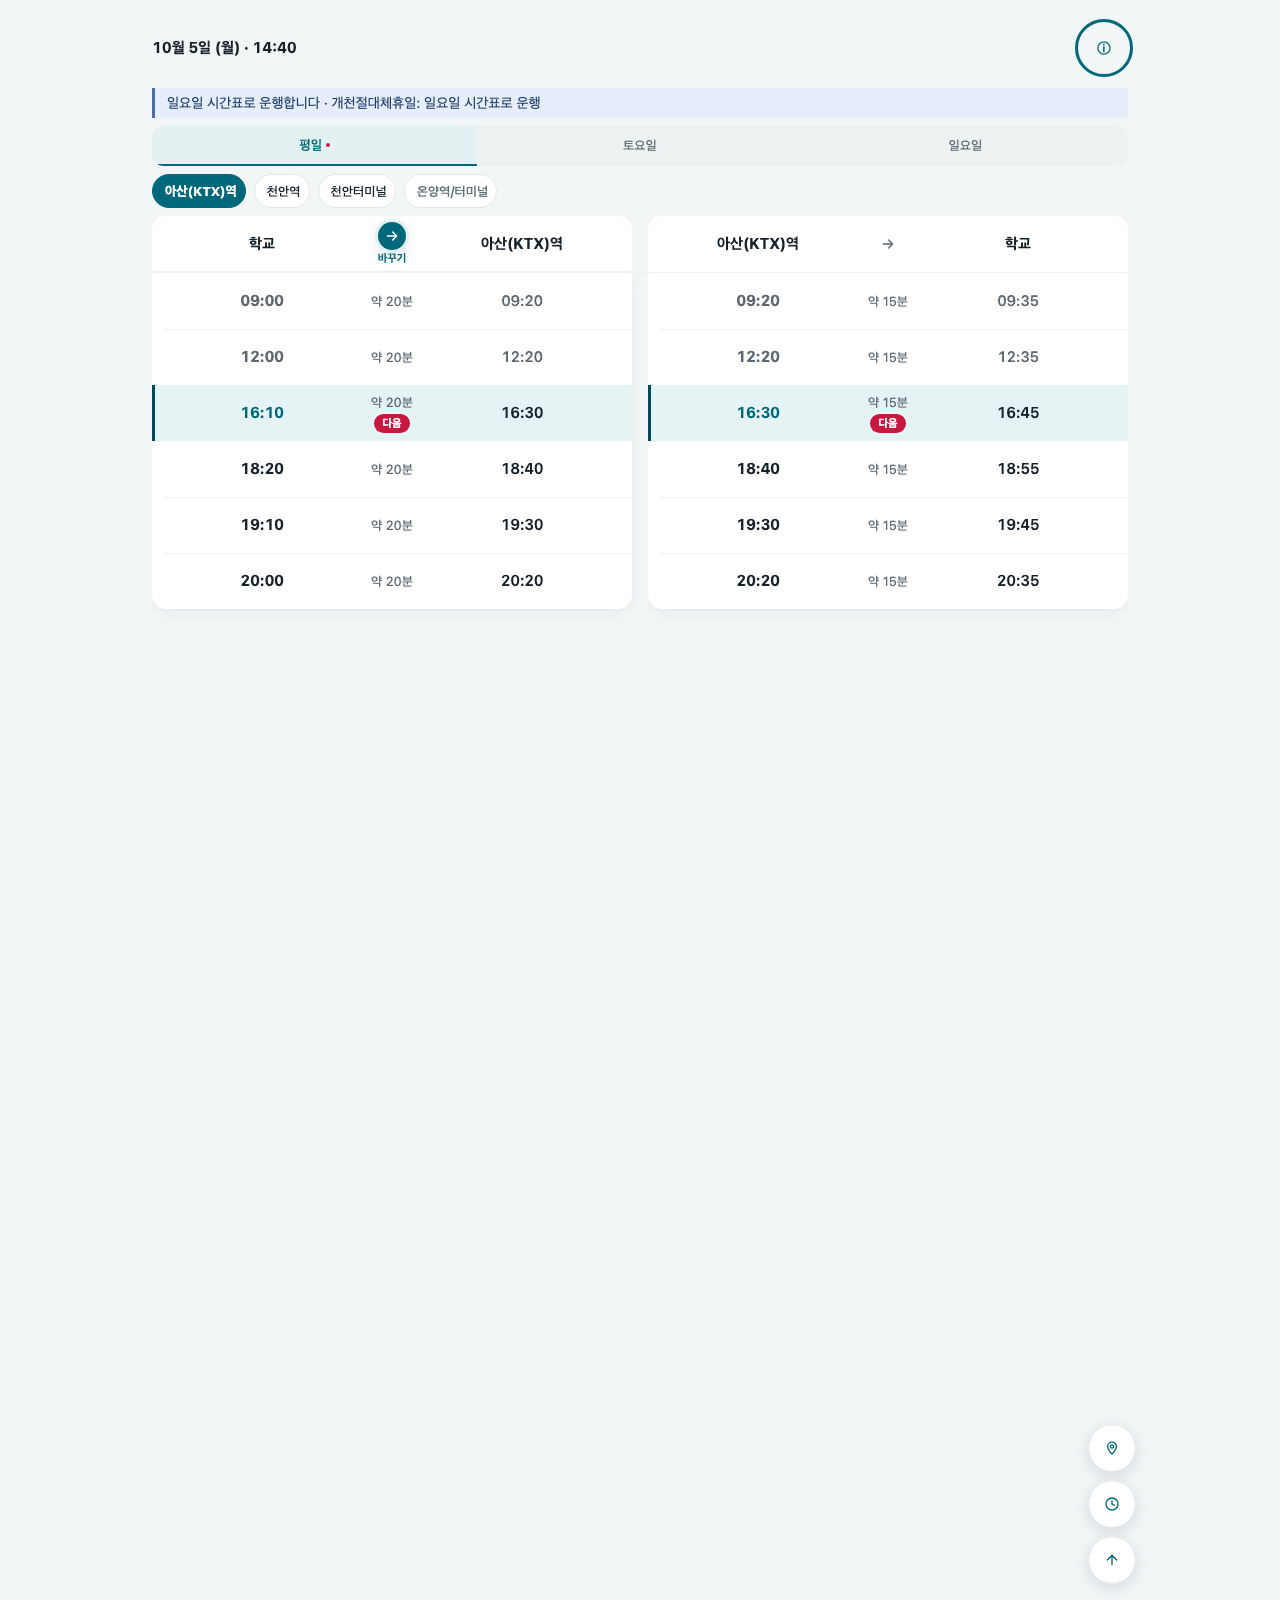 10월 5일 (월) · 14:40
일요일 시간표로 운행합니다 · 개천절대체휴일: 일요일 시간표로 운행
평일 토요일 일요일
아산(KTX)역 천안역 천안터미널 온양역/터미널
학교 바꾸기 아산(KTX)역
09:00 약 20분 09:20
12:00 약 20분 12:20
16:10 약 20분 다음 16:30
18:20 약 20분 18:40
19:10 약 20분 19:30
20:00 약 20분 20:20
아산(KTX)역 → 학교
09:20 약 15분 09:35
12:20 약 15분 12:35
16:30 약 15분 다음 16:45
18:40 약 15분 18:55
19:30 약 15분 19:45
20:20 약 15분 20:35